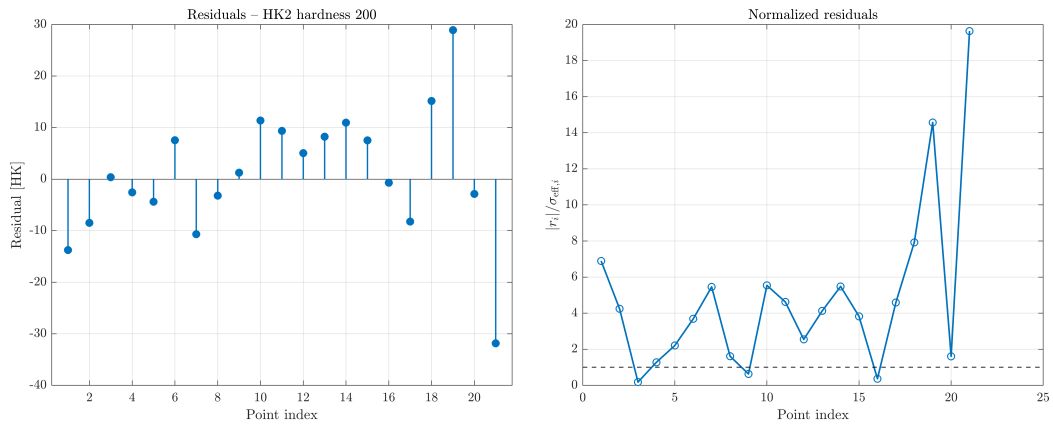 Residuals – HK2 hardness 200
Residual [HK]
30
20
10
0
-10
-20
-30
-40
2 4 6 8 10 12 14 16 18 20
Point index
Normalized residuals
|r_i|/σ_eff,i
20
18
16
14
12
10
8
6
4
2
0
0 5 10 15 20 25
Point index